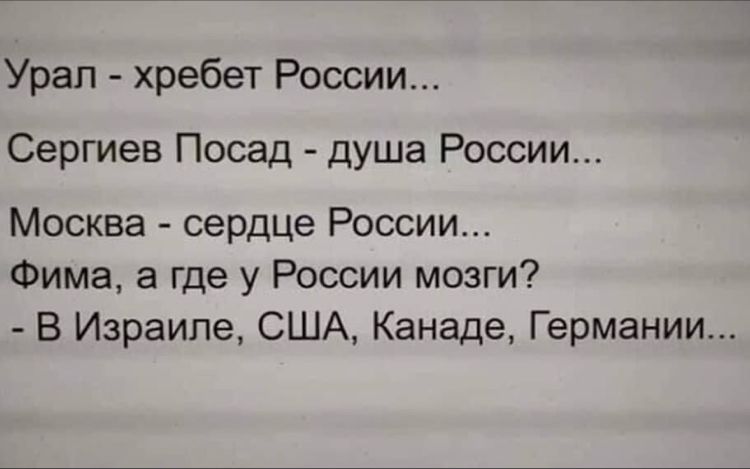 Урал - хребет России...
Сергиев Посад - душа России...
Москва - сердце России...
Фима, а где у России мозги?
- В Израиле, США, Канаде, Германии...